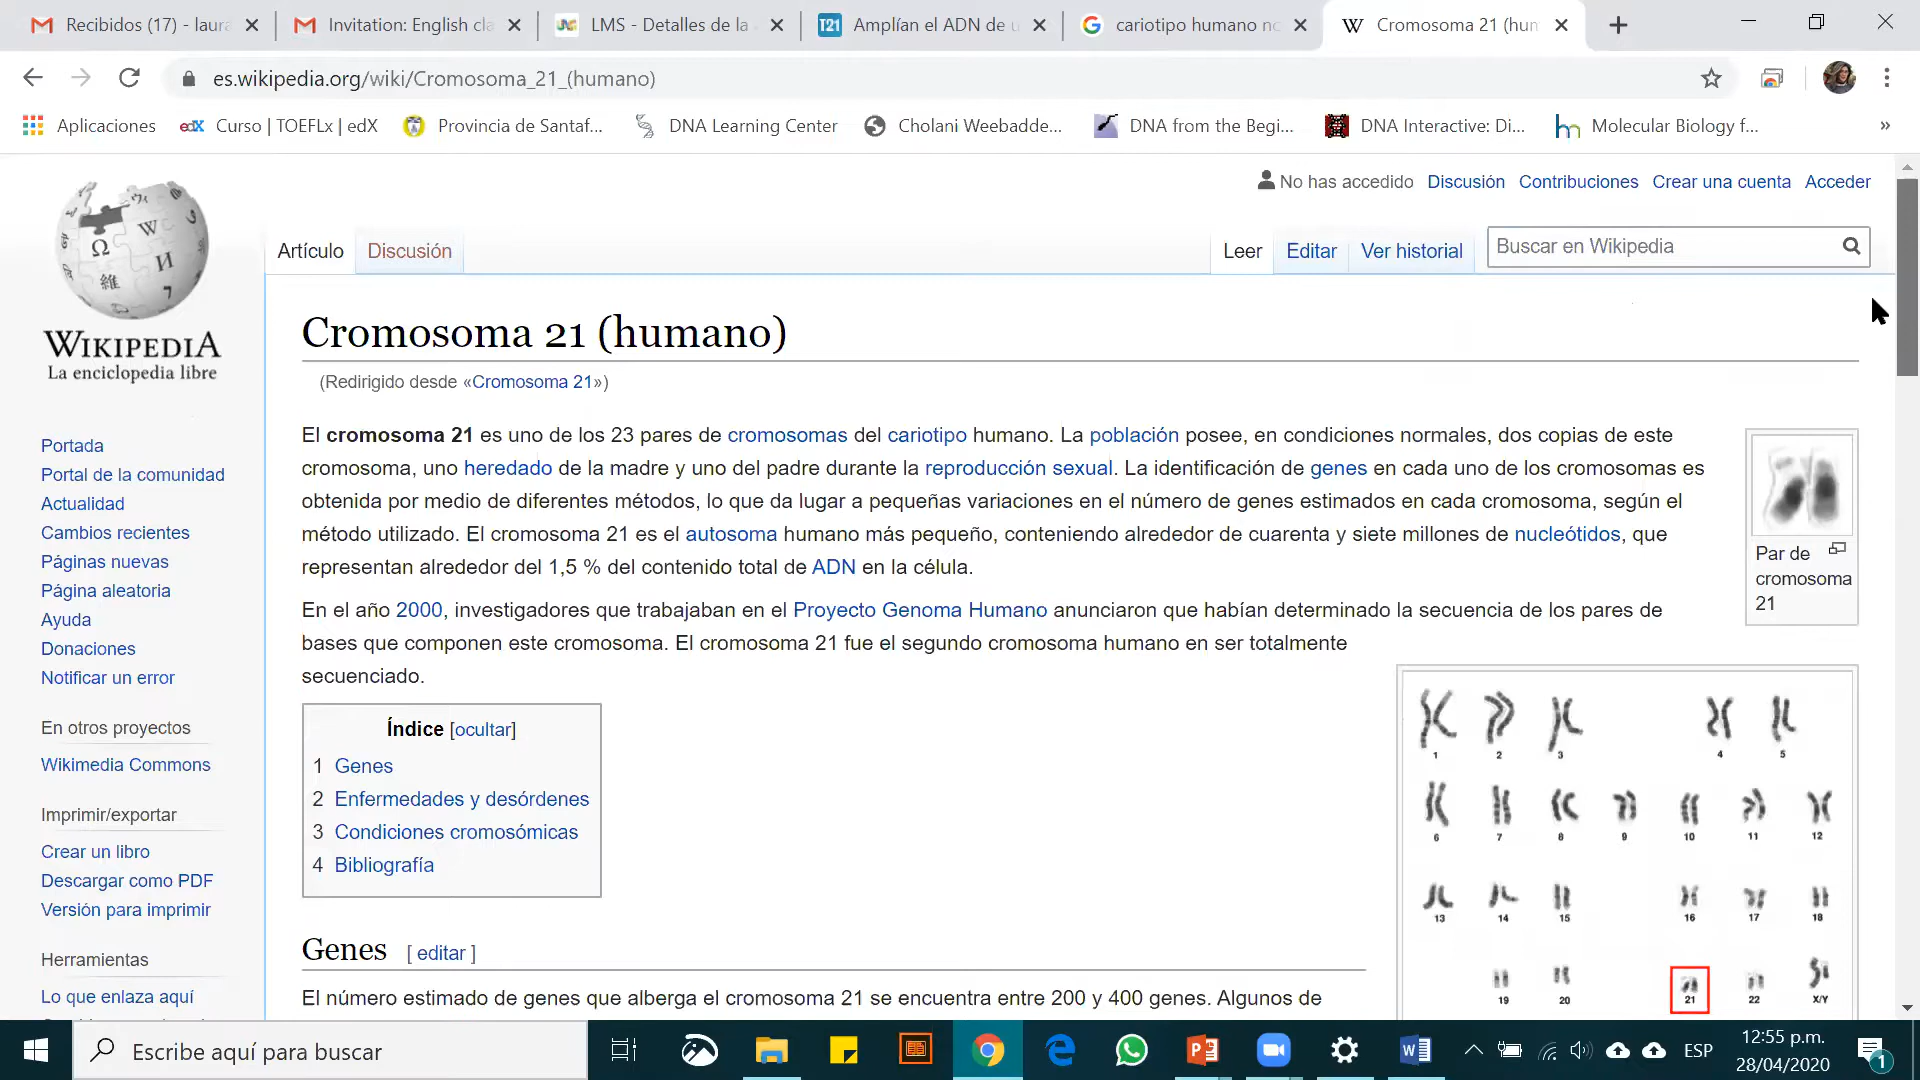 Recibidos (17) - laura
Invitation: English cla
LMS - Detalles de la
T21 Amplían el ADN de u
cariotipo humano no
W Cromosoma 21 (hum
es.wikipedia.org/wiki/Cromosoma_21_(humano)
Aplicaciones
edX Curso | TOEFLx | edX
Provincia de Santaf...
DNA Learning Center
Cholani Weebadde...
DNA from the Begi...
DNA Interactive: Di...
Molecular Biology f...
»
No has accedido Discusión Contribuciones Crear una cuenta Acceder
WIKIPEDIA
La enciclopedia libre
Artículo Discusión
Leer Editar Ver historial
Buscar en Wikipedia
Cromosoma 21 (humano)
(Redirigido desde «Cromosoma 21»)
El cromosoma 21 es uno de los 23 pares de cromosomas del cariotipo humano. La población posee, en condiciones normales, dos copias de este
cromosoma, uno heredado de la madre y uno del padre durante la reproducción sexual. La identificación de genes en cada uno de los cromosomas es
obtenida por medio de diferentes métodos, lo que da lugar a pequeñas variaciones en el número de genes estimados en cada cromosoma, según el
método utilizado. El cromosoma 21 es el autosoma humano más pequeño, conteniendo alrededor de cuarenta y siete millones de nucleótidos, que
representan alrededor del 1,5 % del contenido total de ADN en la célula.
En el año 2000, investigadores que trabajaban en el Proyecto Genoma Humano anunciaron que habían determinado la secuencia de los pares de
bases que componen este cromosoma. El cromosoma 21 fue el segundo cromosoma humano en ser totalmente
secuenciado.
Par de
cromosoma
21
Portada
Portal de la comunidad
Actualidad
Cambios recientes
Páginas nuevas
Página aleatoria
Ayuda
Donaciones
Notificar un error
En otros proyectos
Wikimedia Commons
Imprimir/exportar
Crear un libro
Descargar como PDF
Versión para imprimir
Herramientas
Lo que enlaza aquí
Índice [ocultar]
1 Genes
2 Enfermedades y desórdenes
3 Condiciones cromosómicas
4 Bibliografía
1 2 3 4 5
6 7 8 9 10 11 12
13 14 15 16 17 18
19 20 21 22 X/Y
Genes [ editar ]
El número estimado de genes que alberga el cromosoma 21 se encuentra entre 200 y 400 genes. Algunos de
Escribe aquí para buscar
ESP
12:55 p.m.
28/04/2020
1